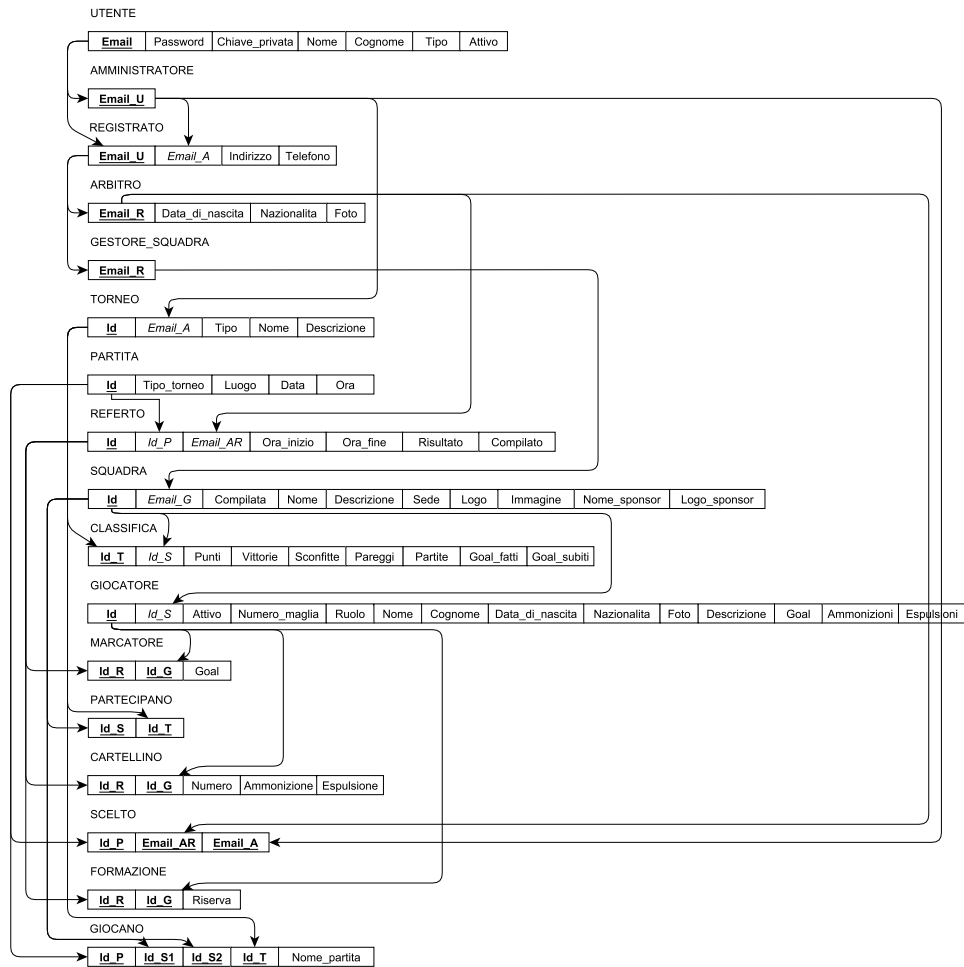 UTENTE
Email Password Chiave_privata Nome Cognome Tipo Attivo
AMMINISTRATORE
Email_U
REGISTRATO
Email_U Email_A Indirizzo Telefono
ARBITRO
Email_R Data_di_nascita Nazionalita Foto
GESTORE_SQUADRA
Email_R
TORNEO
Id Email_A Tipo Nome Descrizione
PARTITA
Id Tipo_torneo Luogo Data Ora
REFERTO
Id Id_P Email_AR Ora_inizio Ora_fine Risultato Compilato
SQUADRA
Id Email_G Compilata Nome Descrizione Sede Logo Immagine Nome_sponsor Logo_sponsor
CLASSIFICA
Id_T Id_S Punti Vittorie Sconfitte Pareggi Partite Goal_fatti Goal_subiti
GIOCATORE
Id Id_S Attivo Numero_maglia Ruolo Nome Cognome Data_di_nascita Nazionalita Foto Descrizione Goal Ammonizioni Espulsioni
MARCATORE
Id_R Id_G Goal
PARTECIPANO
Id_S Id_T
CARTELLINO
Id_R Id_G Numero Ammonizione Espulsione
SCELTO
Id_P Email_AR Email_A
FORMAZIONE
Id_R Id_G Riserva
GIOCANO
Id_P Id_S1 Id_S2 Id_T Nome_partita